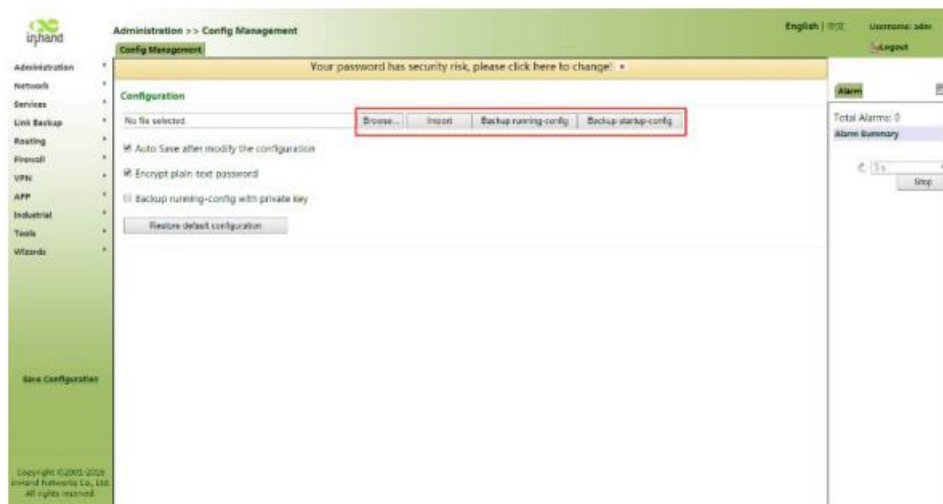 inhand
Administration >> Config Management
English | 中文
Username: adm
Logout
Config Management
Your password has security risk, please click here to change!
Administration
Network
Services
Link Backup
Routing
Firewall
VPN
APP
Industrial
Tools
Wizards
Save Configuration
Copyright ©2001-2018
InHand Networks Co., Ltd.
All rights reserved.
Configuration
No file selected.
Browse... Import Backup running-config Backup startup-config
Auto Save after modify the configuration
Encrypt plain-text password
Backup running-config with private key
Restore default configuration
Alarm
Total Alarms: 0
Alarm Summary
Stop